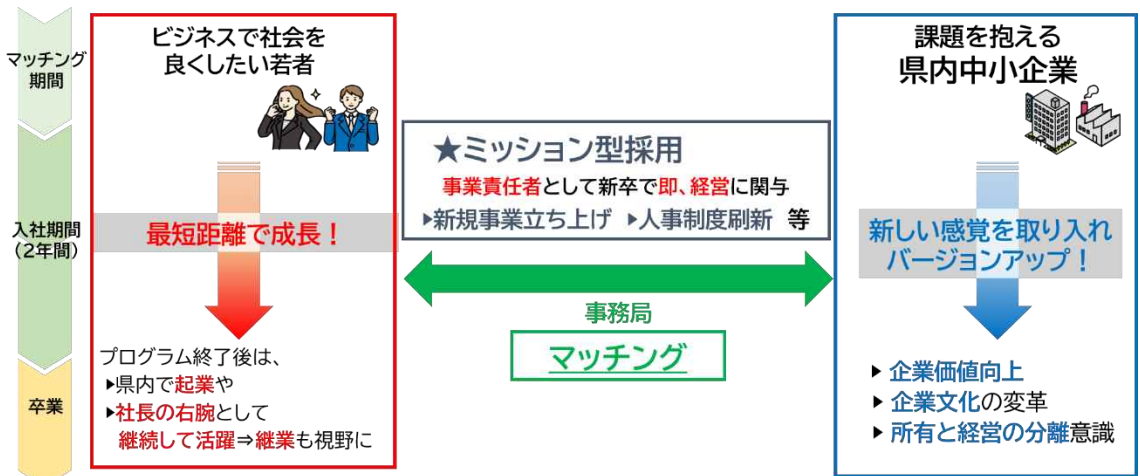 マッチング
期間
入社期間
(2年間)
卒業
ビジネスで社会を
良くしたい若者
最短距離で成長!
プログラム終了後は、
▶県内で起業や
▶社長の右腕として
継続して活躍⇒継業も視野に
★ミッション型採用
事業責任者として新卒で即、経営に関与
▶新規事業立ち上げ ▶人事制度刷新 等
事務局
マッチング
課題を抱える
県内中小企業
新しい感覚を取り入れ
バージョンアップ!
▶ 企業価値向上
▶ 企業文化の変革
▶ 所有と経営の分離意識